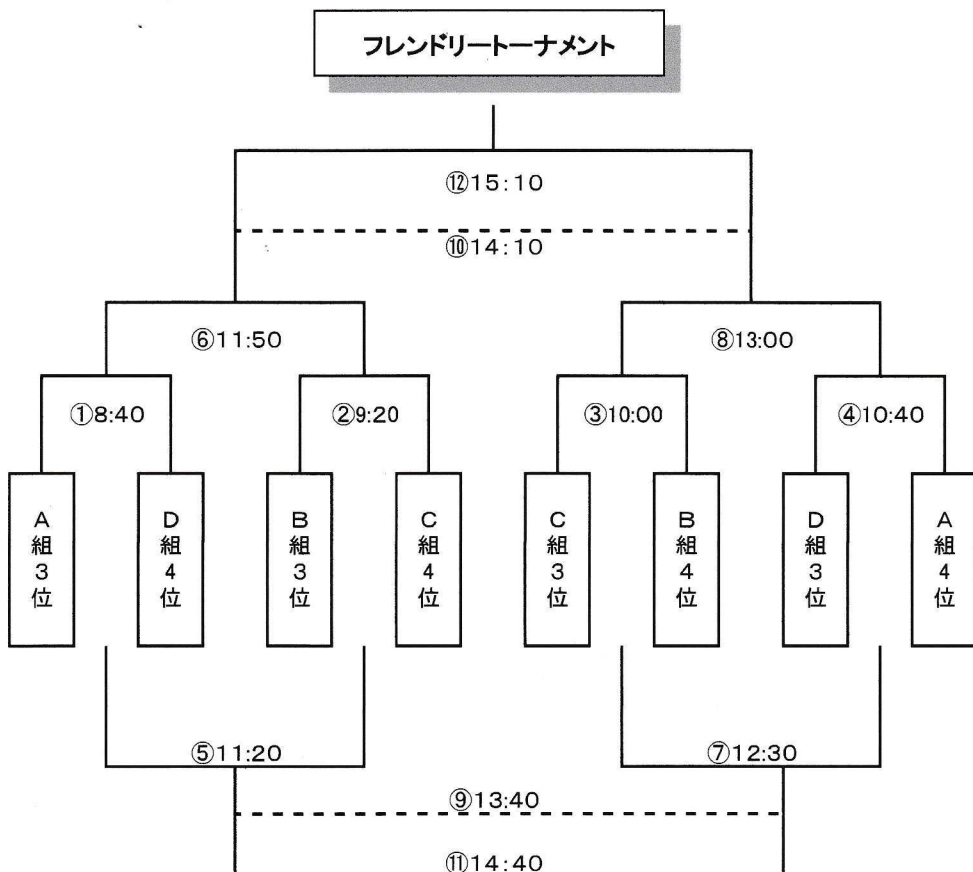 フレンドリートーナメント
⑫15:10
⑩14:10
⑥11:50
⑧13:00
①8:40
②9:20
③10:00
④10:40
A組3位
D組4位
B組3位
C組4位
C組3位
B組4位
D組3位
A組4位
⑤11:20
⑦12:30
⑨13:40
⑪14:40